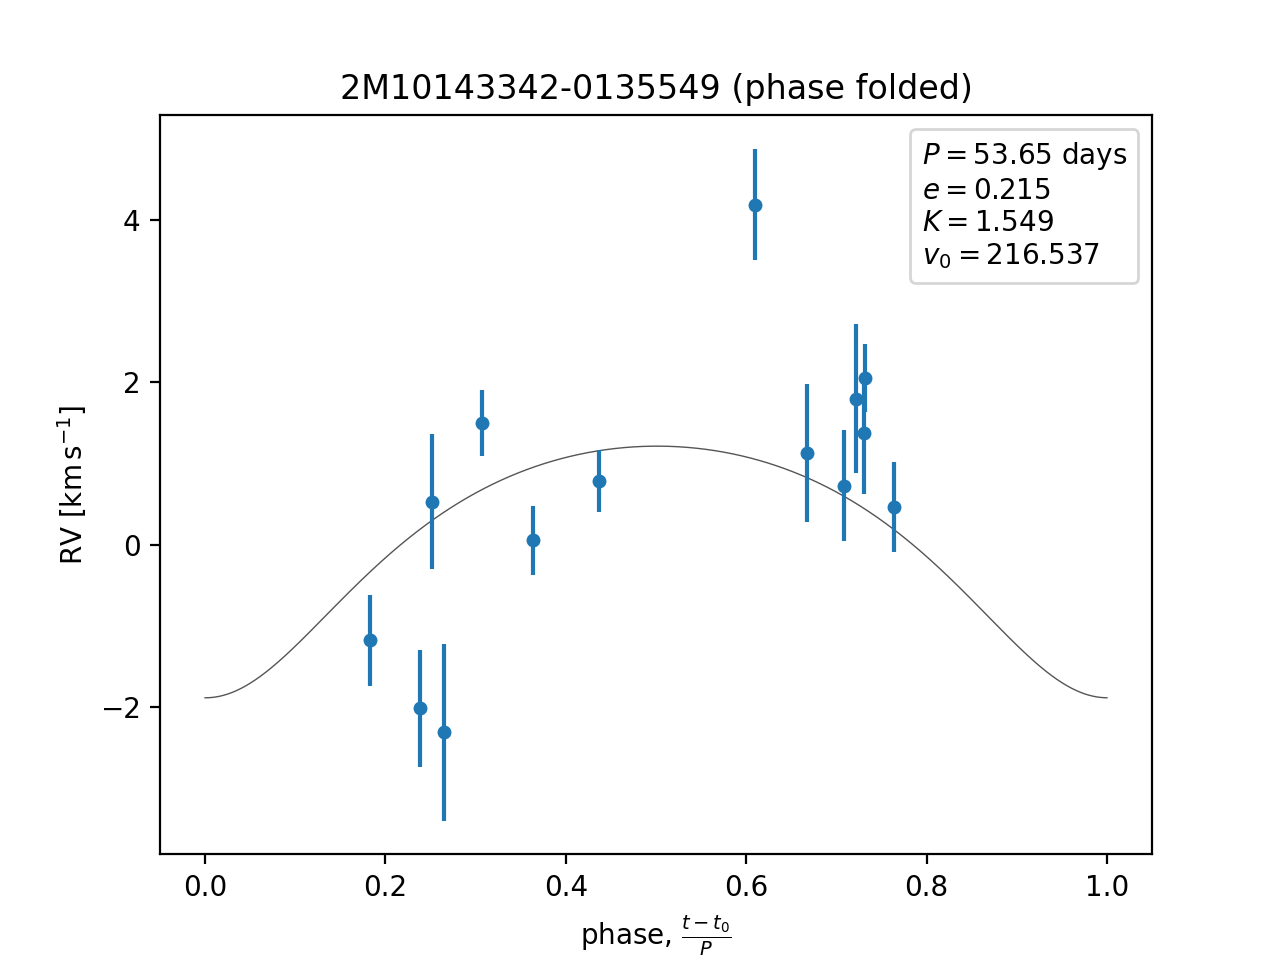 2M10143342-0135549 (phase folded)
P = 53.65 days
e = 0.215
K = 1.549
v₀ = 216.537
RV [km s⁻¹]
4
2
0
−2
0.0 0.2 0.4 0.6 0.8 1.0
phase, (t − t₀)/P